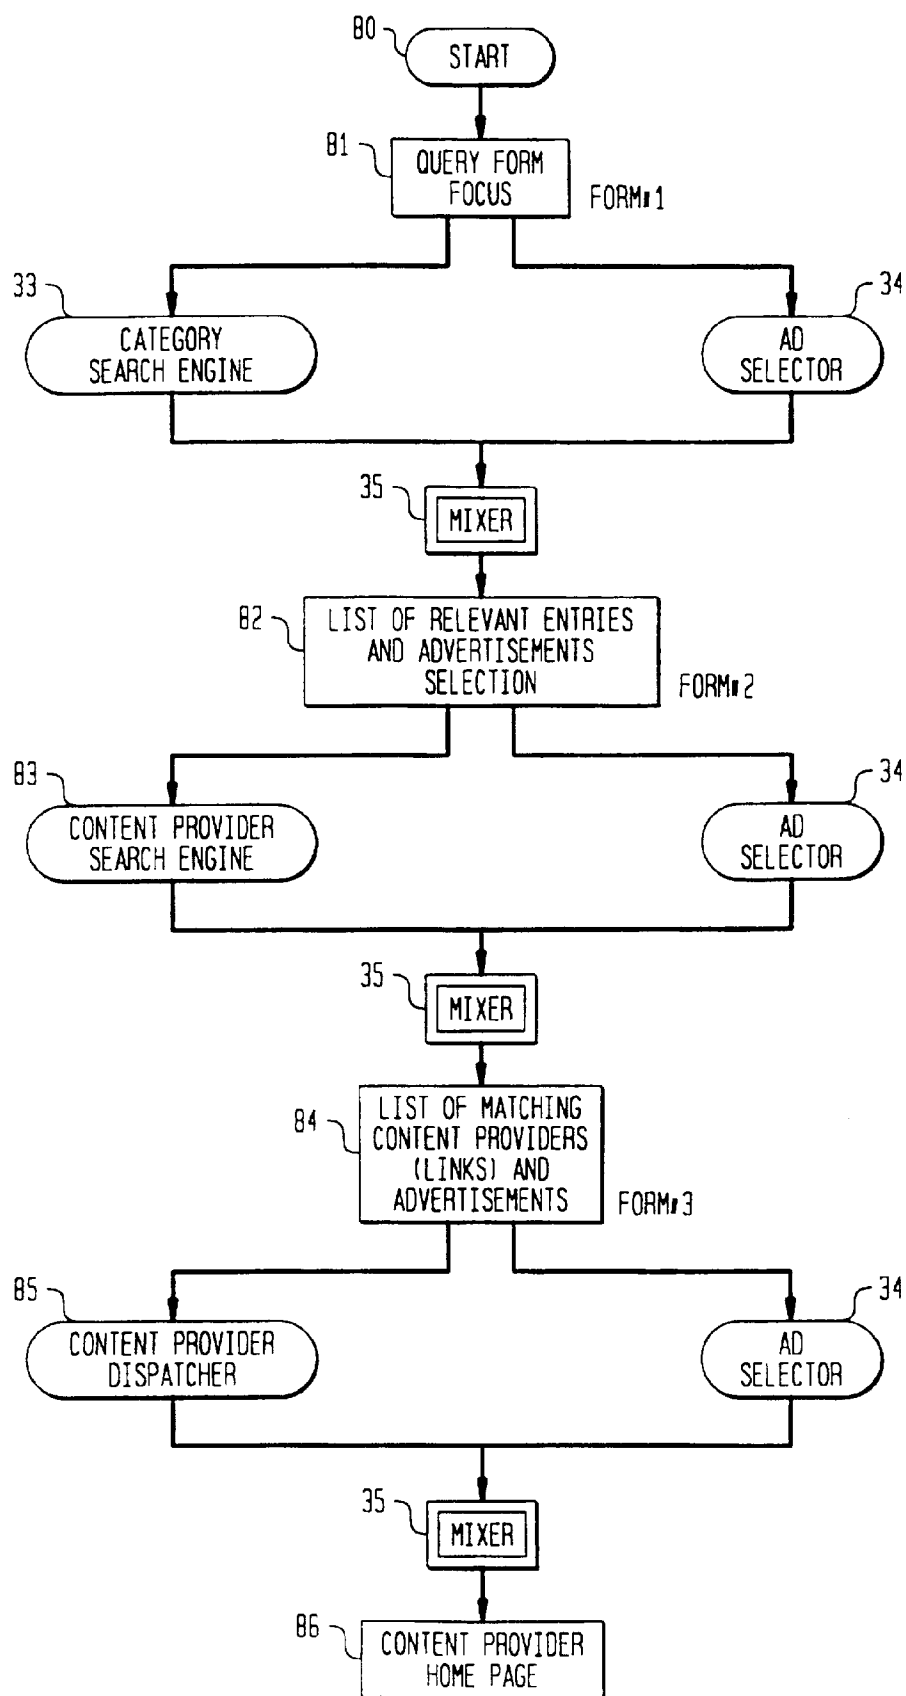 80
START
81
QUERY FORM
FOCUS
FORM#1
33
CATEGORY
SEARCH ENGINE
34
AD
SELECTOR
35
MIXER
82
LIST OF RELEVANT ENTRIES
AND ADVERTISEMENTS
SELECTION
FORM#2
83
CONTENT PROVIDER
SEARCH ENGINE
34
AD
SELECTOR
35
MIXER
84
LIST OF MATCHING
CONTENT PROVIDERS
(LINKS) AND
ADVERTISEMENTS
FORM#3
85
CONTENT PROVIDER
DISPATCHER
34
AD
SELECTOR
35
MIXER
86
CONTENT PROVIDER
HOME PAGE